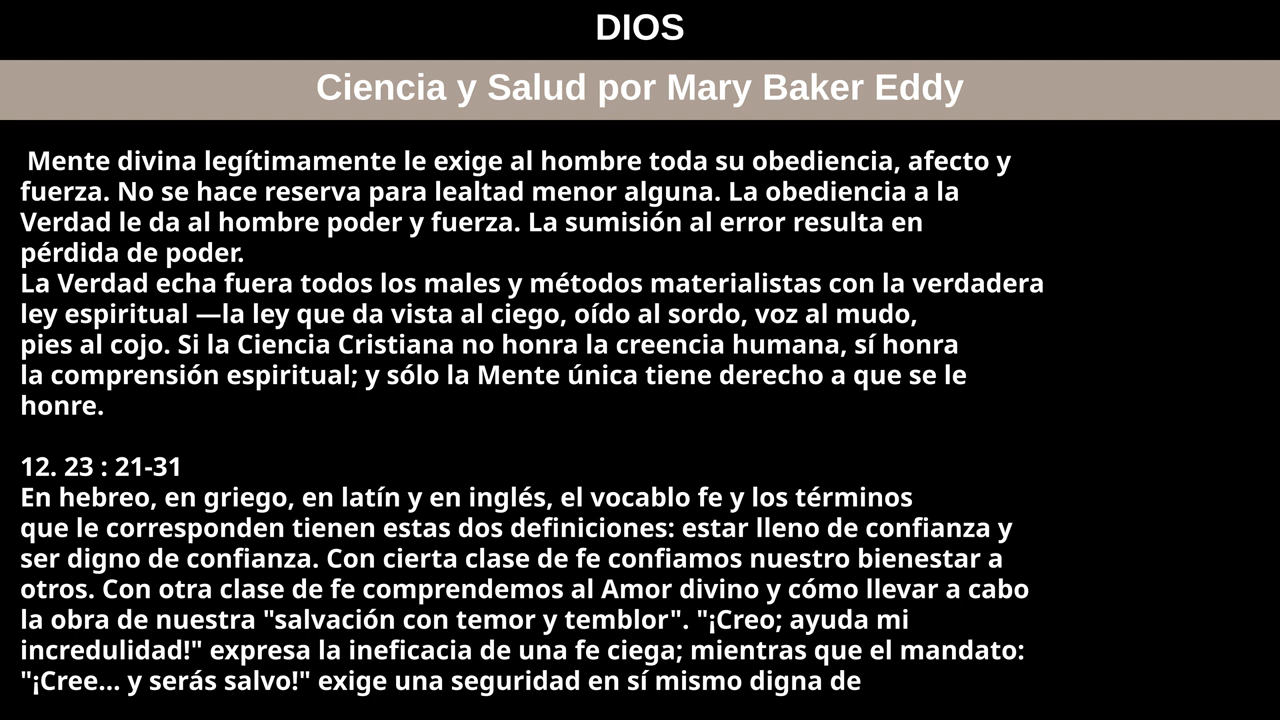 DIOS
Ciencia y Salud por Mary Baker Eddy
Mente divina legítimamente le exige al hombre toda su obediencia, afecto y
fuerza. No se hace reserva para lealtad menor alguna. La obediencia a la
Verdad le da al hombre poder y fuerza. La sumisión al error resulta en
pérdida de poder.
La Verdad echa fuera todos los males y métodos materialistas con la verdadera
ley espiritual —la ley que da vista al ciego, oído al sordo, voz al mudo,
pies al cojo. Si la Ciencia Cristiana no honra la creencia humana, sí honra
la comprensión espiritual; y sólo la Mente única tiene derecho a que se le
honre.
12. 23 : 21-31
En hebreo, en griego, en latín y en inglés, el vocablo fe y los términos
que le corresponden tienen estas dos definiciones: estar lleno de confianza y
ser digno de confianza. Con cierta clase de fe confiamos nuestro bienestar a
otros. Con otra clase de fe comprendemos al Amor divino y cómo llevar a cabo
la obra de nuestra "salvación con temor y temblor". "¡Creo; ayuda mi
incredulidad!" expresa la ineficacia de una fe ciega; mientras que el mandato:
"¡Cree... y serás salvo!" exige una seguridad en sí mismo digna de